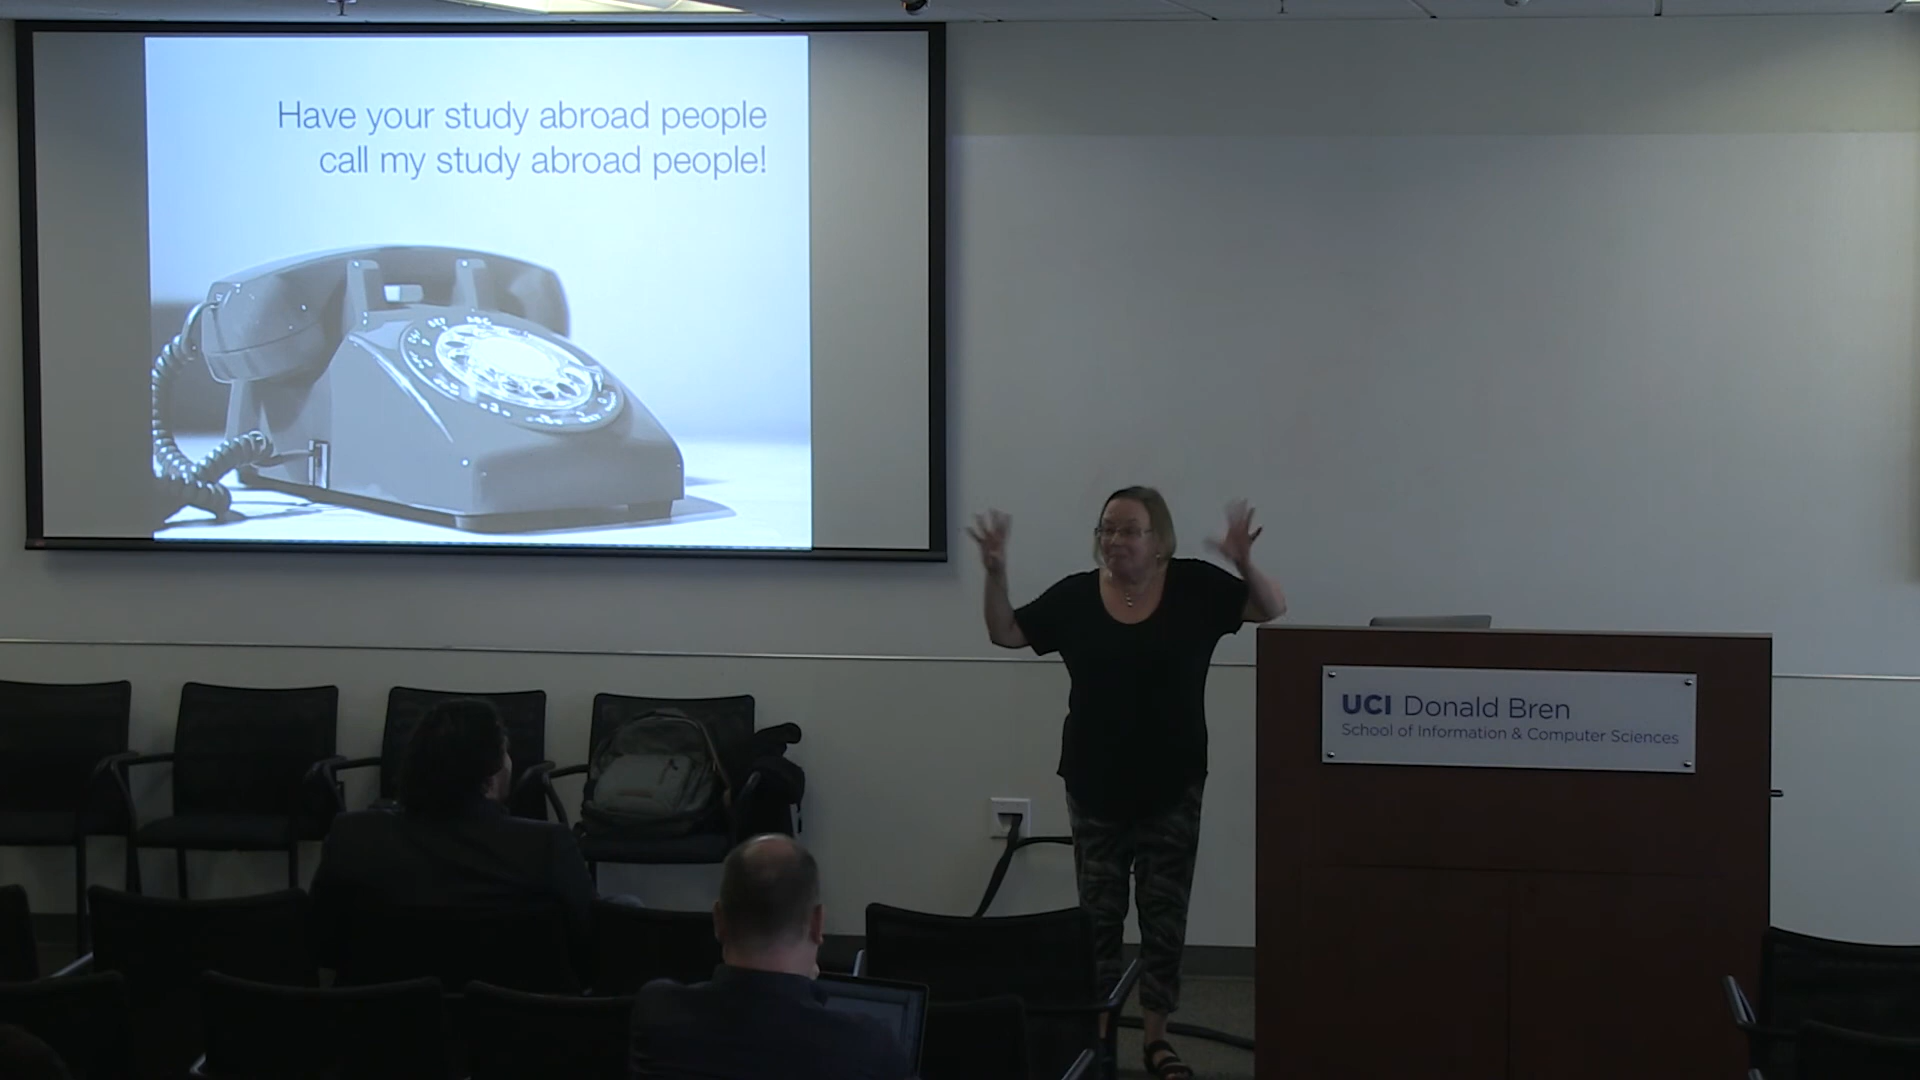 Have your study abroad people
call my study abroad people!
UCI Donald Bren
School of Information & Computer Sciences